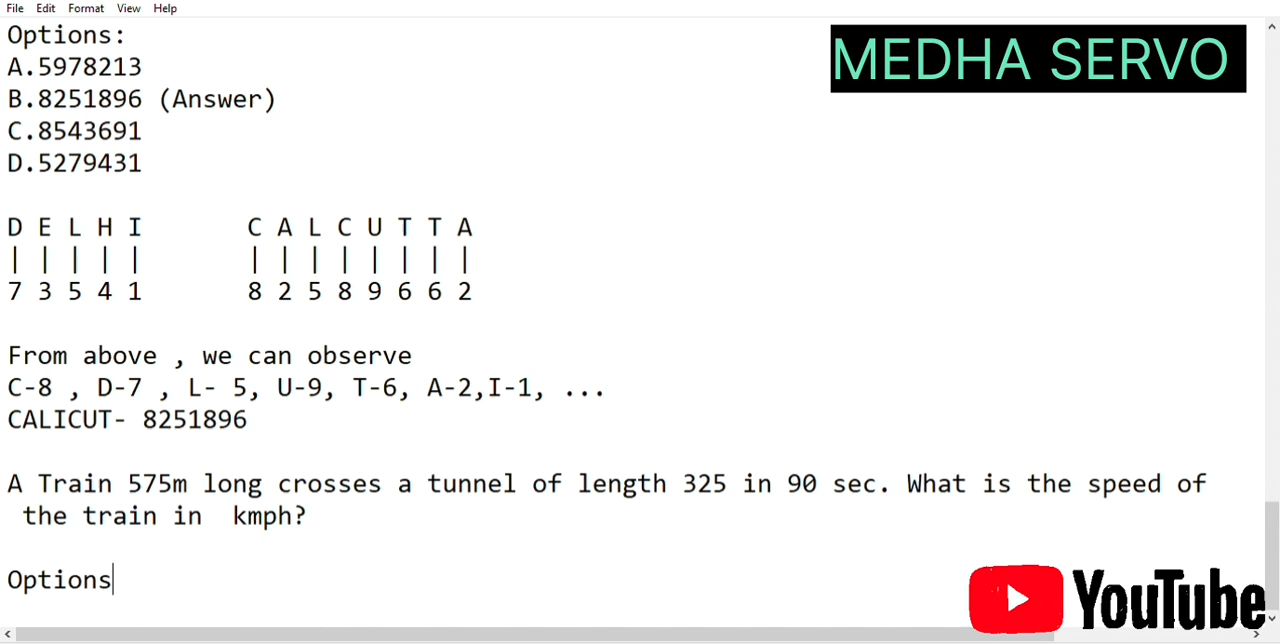 File Edit Format View Help
Options:
MEDHA SERVO
A.5978213
B.8251896 (Answer)
C.8543691
D.5279431
D E L H I C A L C U T T A
| | | | | | | | | | | | |
7 3 5 4 1 8 2 5 8 9 6 6 2
From above , we can observe
C-8 , D-7 , L- 5, U-9, T-6, A-2,I-1, ...
CALICUT- 8251896
A Train 575m long crosses a tunnel of length 325 in 90 sec. What is the speed of
the train in kmph?
Options
YouTube